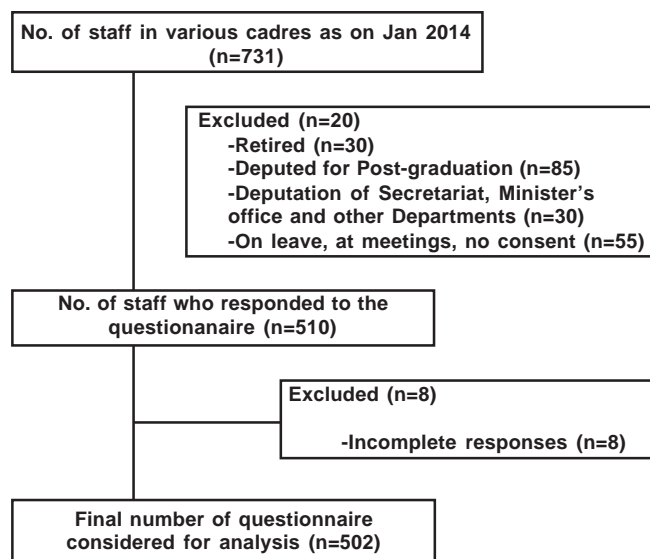 No. of staff in various cadres as on Jan 2014
(n=731)
Excluded (n=20)
-Retired (n=30)
-Deputed for Post-graduation (n=85)
-Deputation of Secretariat, Minister's
office and other Departments (n=30)
-On leave, at meetings, no consent (n=55)
No. of staff who responded to the
questionanaire (n=510)
Excluded (n=8)
-Incomplete responses (n=8)
Final number of questionnaire
considered for analysis (n=502)